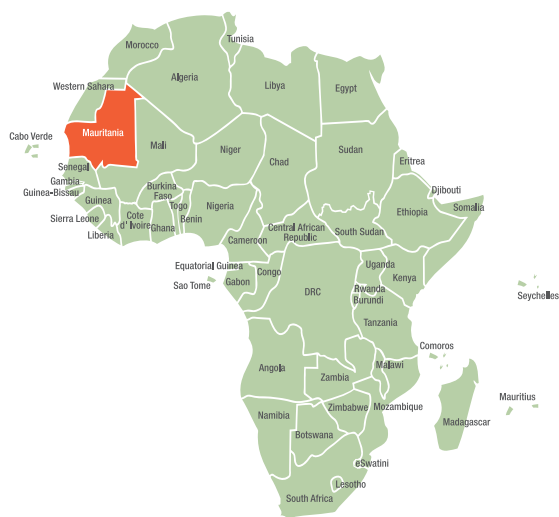 Tunisia
Morocco
Algeria
Libya
Egypt
Western Sahara
Mauritania
Cabo Verde
Mali
Niger
Chad
Sudan
Eritrea
Senegal
Gambia
Guinea-Bissau
Guinea
Burkina
Faso
Djibouti
Somalia
Sierra Leone
Liberia
Cote
d' Ivoire
Ghana
Togo
Benin
Nigeria
Ethiopia
Central African
Republic
South Sudan
Cameroon
Equatorial Guinea
Sao Tome
Gabon
Congo
DRC
Uganda
Kenya
Rwanda
Burundi
Seychelles
Tanzania
Comoros
Angola
Zambia
Malawi
Mozambique
Mauritius
Madagascar
Namibia
Zimbabwe
Botswana
eSwatini
Lesotho
South Africa